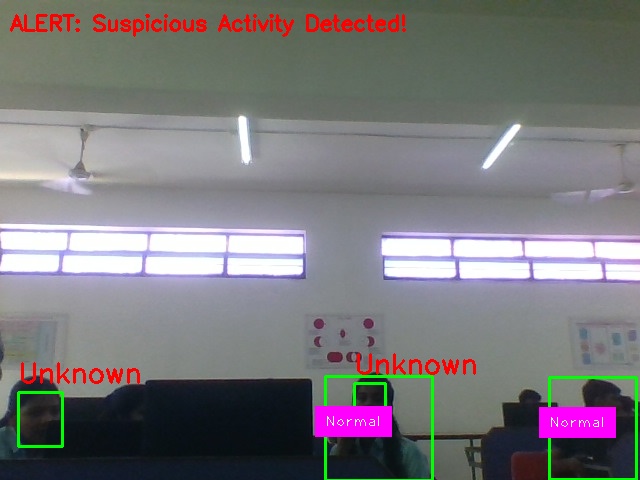 ALERT: Suspicious Activity Detected!
Unknown
Unknown
Normal
Normal